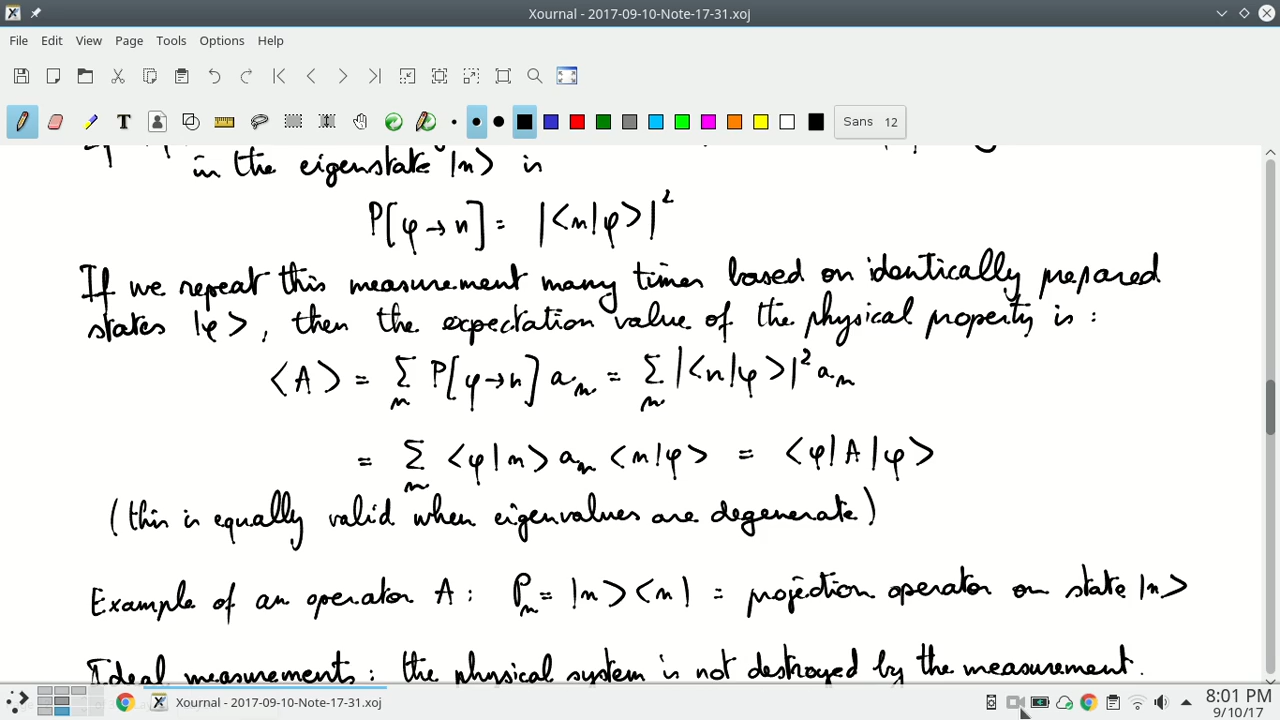 Xournal - 2017-09-10-Note-17-31.xoj
File Edit View Page Tools Options Help
Sans 12
in the eigenstate |n> is
P[φ→n] = |<n|φ>|²
If we repeat this measurement many times based on identically prepared
states |φ>, then the expectation value of the physical property is :
<A> = Σₙ P[φ→n] aₙ = Σₙ |<n|φ>|² aₙ
= Σₙ <φ|n> aₙ <n|φ> = <φ|A|φ>
(this is equally valid when eigenvalues are degenerate)
Example of an operator A : Pₙ = |n><n| = projection operator on state |n>
Ideal measurements : the physical system is not destroyed by the measurement.
Xournal - 2017-09-10-Note-17-31.xoj
8:01 PM
9/10/17